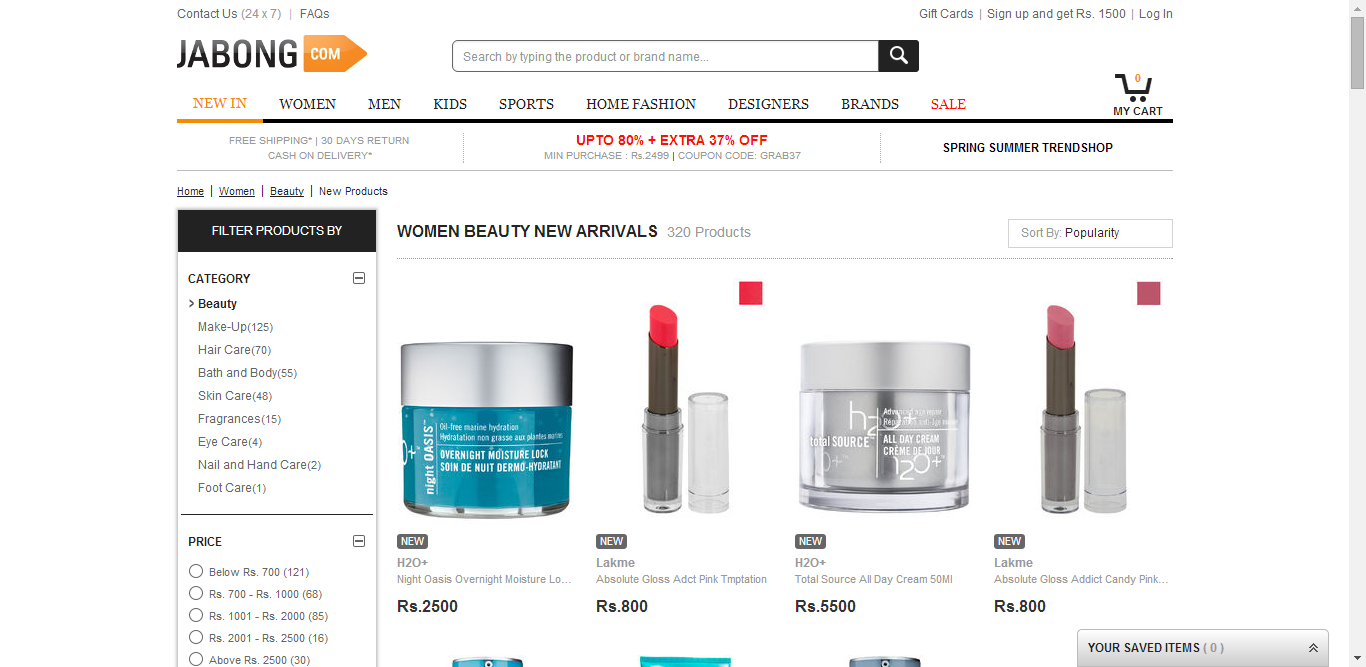 Contact Us (24 x 7) | FAQs
Gift Cards | Sign up and get Rs. 1500 | Log In
JABONG COM
Search by typing the product or brand name...
0
MY CART
NEW IN WOMEN MEN KIDS SPORTS HOME FASHION DESIGNERS BRANDS SALE
FREE SHIPPING* | 30 DAYS RETURN
CASH ON DELIVERY*
UPTO 80% + EXTRA 37% OFF
MIN PURCHASE : Rs.2499 | COUPON CODE: GRAB37
SPRING SUMMER TRENDSHOP
Home | Women | Beauty | New Products
FILTER PRODUCTS BY
CATEGORY
> Beauty
Make-Up(125)
Hair Care(70)
Bath and Body(55)
Skin Care(48)
Fragrances(15)
Eye Care(4)
Nail and Hand Care(2)
Foot Care(1)
PRICE
Below Rs. 700 (121)
Rs. 700 - Rs. 1000 (68)
Rs. 1001 - Rs. 2000 (85)
Rs. 2001 - Rs. 2500 (16)
Above Rs. 2500 (30)
WOMEN BEAUTY NEW ARRIVALS 320 Products
Sort By: Popularity
night OASIS™
Oil-free marine hydration
Hydratation non grasse aux plantes marines
OVERNIGHT MOISTURE LOCK
SOIN DE NUIT DERMO-HYDRATANT
NEW
H2O+
Night Oasis Overnight Moisture Lo...
Rs.2500
NEW
Lakme
Absolute Gloss Adct Pink Tmptation
Rs.800
h2o+
total SOURCE™
Advanced
ALL DAY CREAM
CRÈME DE JOUR
NEW
H2O+
Total Source All Day Cream 50Ml
Rs.5500
NEW
Lakme
Absolute Gloss Addict Candy Pink...
Rs.800
YOUR SAVED ITEMS ( 0 )